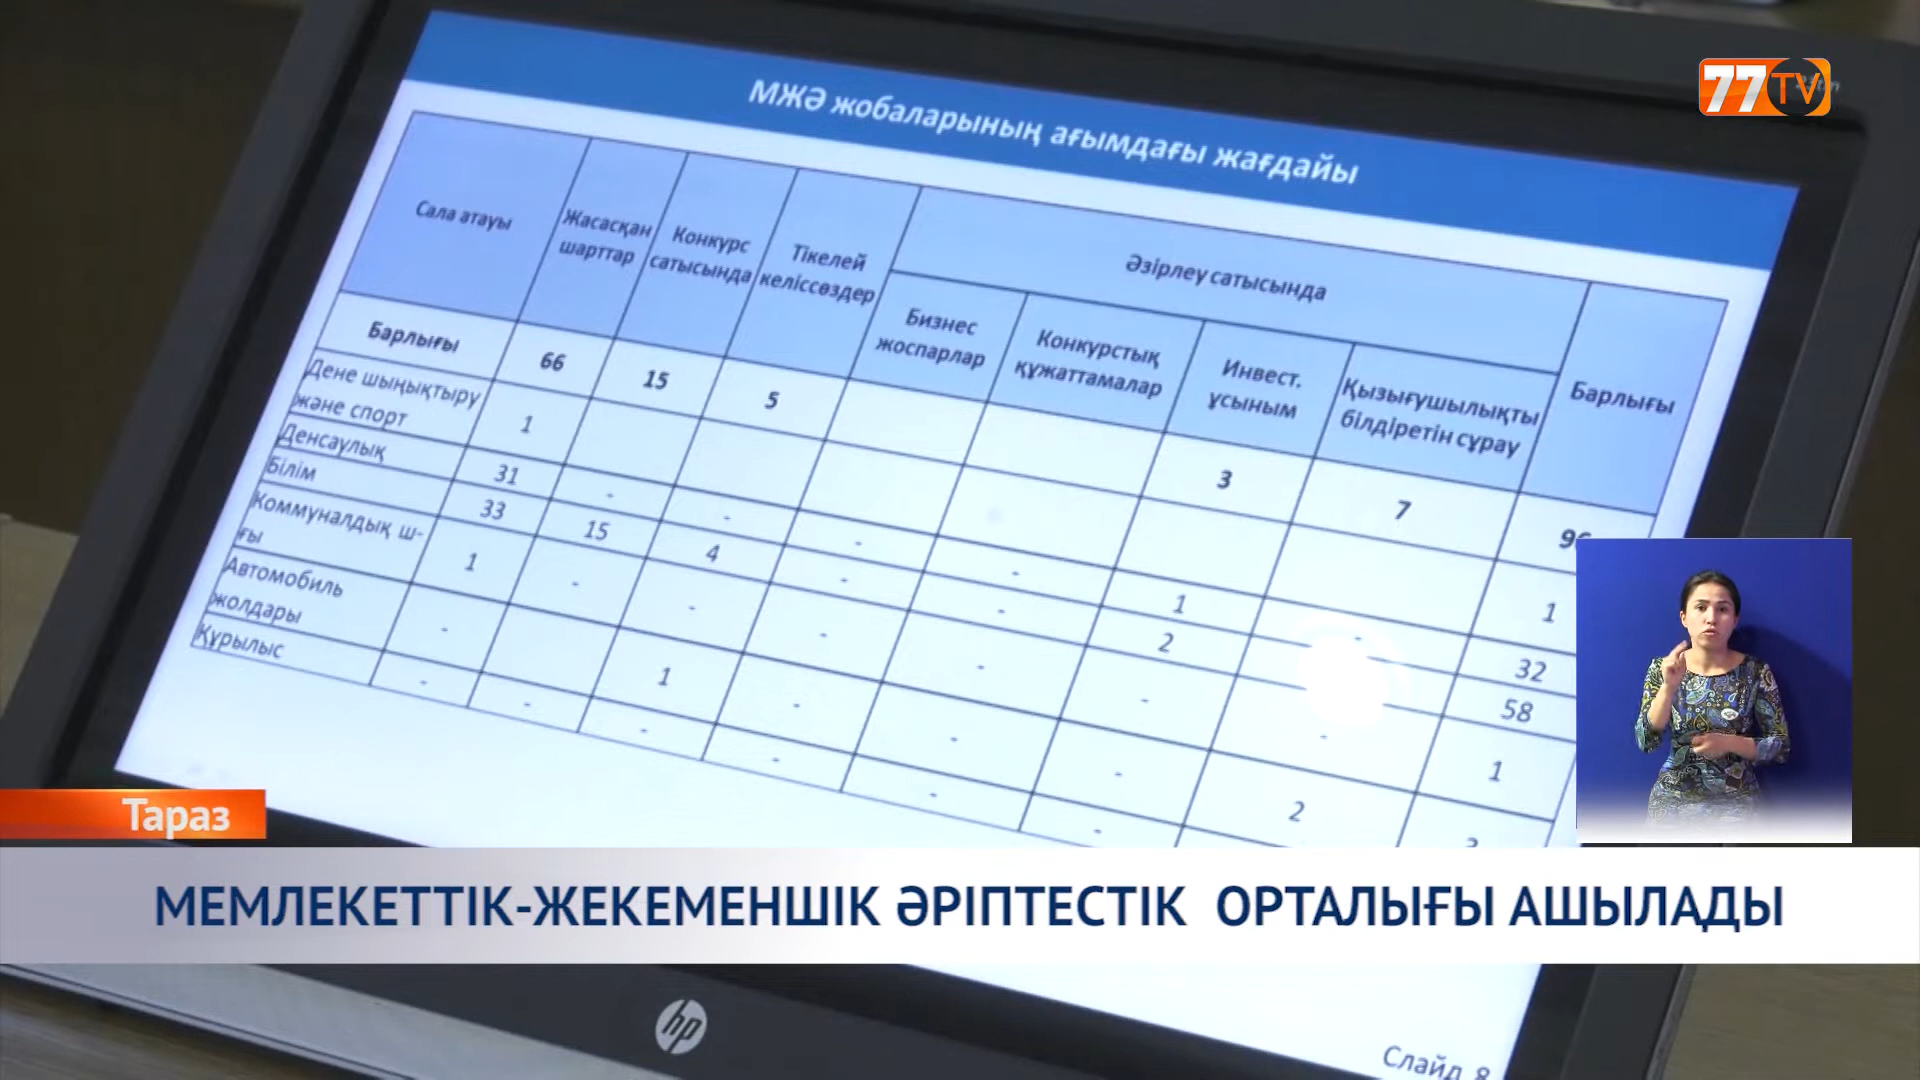 77TV
МЖӘ жобаларының ағымдағы жағдайы
Сала атауы
Жасасқан
шарттар
Конкурс
сатысында
Тікелей
келіссөздер
Әзірлеу сатысында
Барлығы
Бизнес
жоспарлар
Конкурстық
құжаттамалар
Инвест.
ұсыным
Қызығушылықты
білдіретін сұрау
Барлығы 66 15 5 3 7
Дене шынықтыру
және спорт 1 1
Денсаулық 31 - - - - 1 - 32
Білім 33 15 4 - - 2 58
Коммуналдық ш-
ғы 1 - - - - - - 1
Автомобиль
жолдары - 1 - - - 2
Құрылыс - - - - - -
Тараз
МЕМЛЕКЕТТІК-ЖЕКЕМЕНШІК ӘРІПТЕСТІК ОРТАЛЫҒЫ АШЫЛАДЫ
hp
Слайд 8